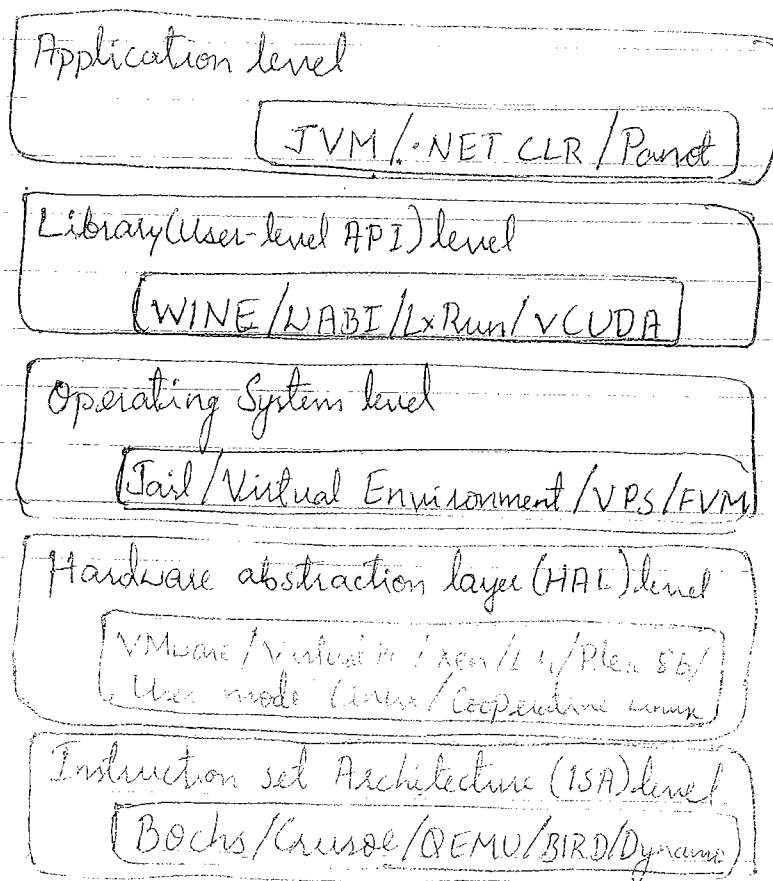 Application level
JVM/.NET CLR/Parrot
Library(User-level API) level
WINE/WABI/LxRun/vCUDA
Operating System level
Jail/Virtual Environment/VPS/FVM
Hardware abstraction layer (HAL) level
VMware/Virtual PC/Xen/L4/Plex 86/
User mode Linux/Cooperative Linux
Instruction set Architecture (ISA) level
Bochs/Crusoe/QEMU/BIRD/Dynamo